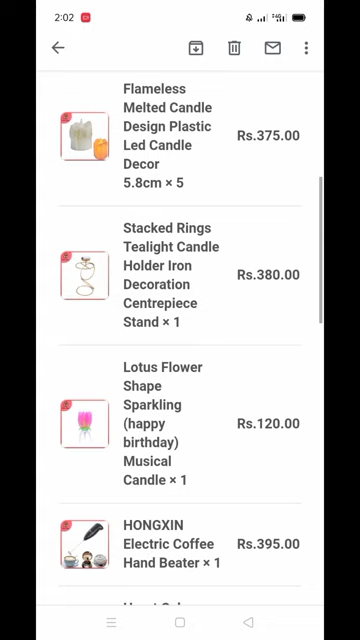 2:02
Flameless
Melted Candle
Design Plastic
Led Candle
Decor
5.8cm × 5
Rs.375.00
Stacked Rings
Tealight Candle
Holder Iron
Decoration
Centrepiece
Stand × 1
Rs.380.00
Lotus Flower
Shape
Sparkling
(happy
birthday)
Musical
Candle × 1
Rs.120.00
HONGXIN
Electric Coffee
Hand Beater × 1
Rs.395.00